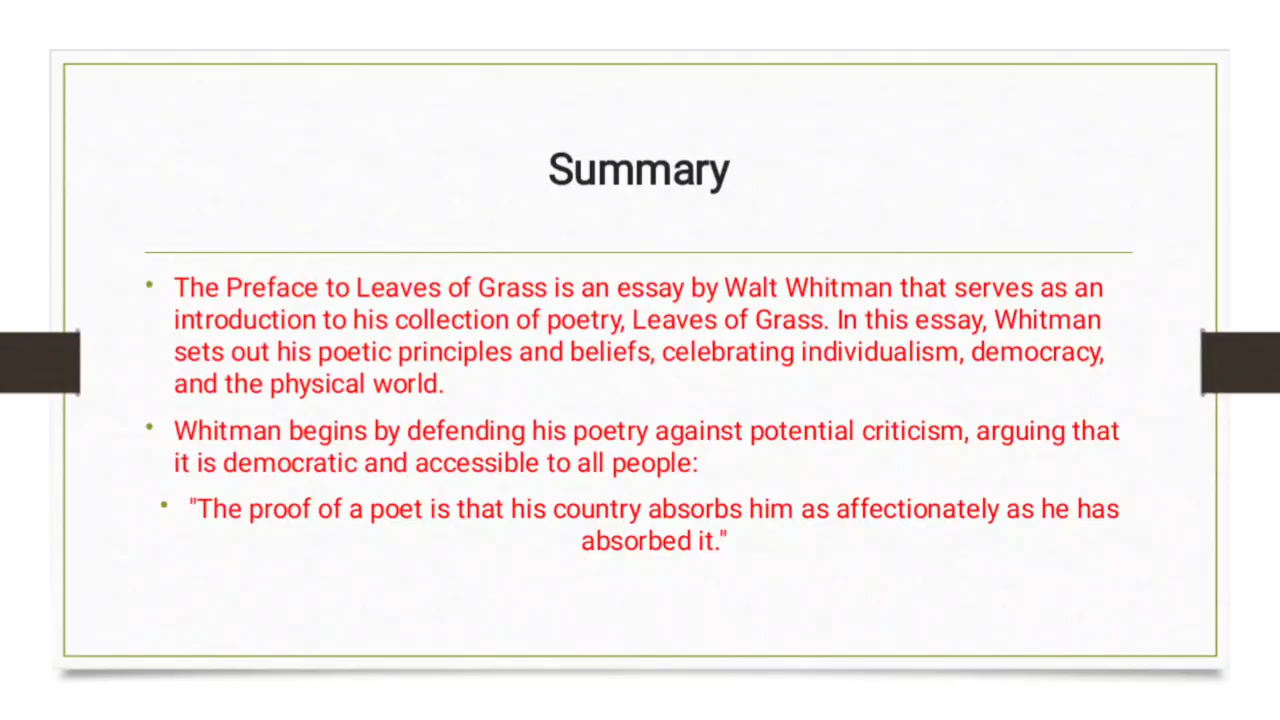 Summary
• The Preface to Leaves of Grass is an essay by Walt Whitman that serves as an
introduction to his collection of poetry, Leaves of Grass. In this essay, Whitman
sets out his poetic principles and beliefs, celebrating individualism, democracy,
and the physical world.
• Whitman begins by defending his poetry against potential criticism, arguing that
it is democratic and accessible to all people:
• "The proof of a poet is that his country absorbs him as affectionately as he has
absorbed it."